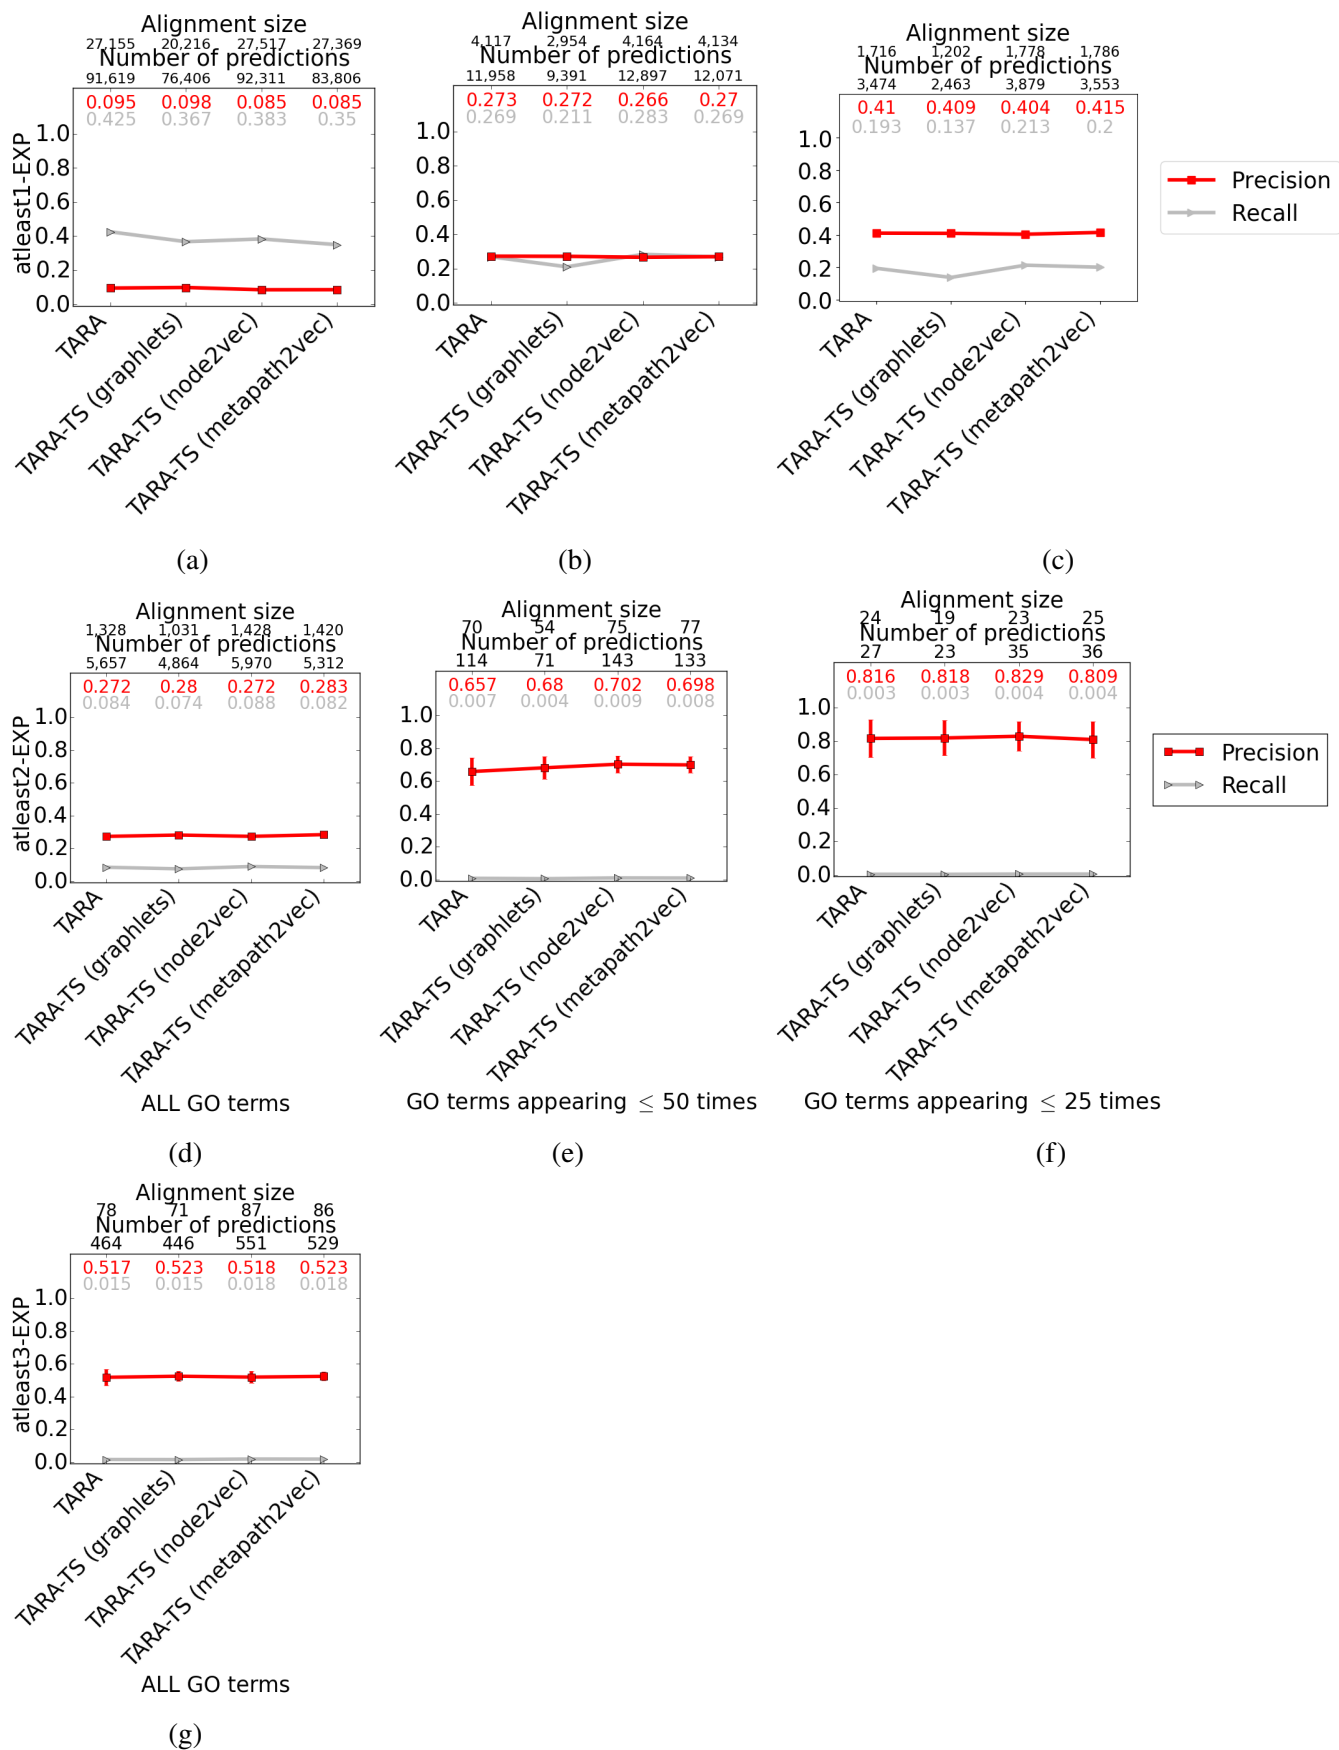 Alignment size
27,155 20,216 27,517 27,369
Number of predictions
91,619 76,406 92,311 83,806
0.095 0.098 0.085 0.085
0.425 0.367 0.383 0.35
atleast1-EXP
1.0
0.8
0.6
0.4
0.2
0.0
TARA
TARA-TS (graphlets)
TARA-TS (node2vec)
TARA-TS (metapath2vec)
(a)
Alignment size
4,117 2,954 4,164 4,134
Number of predictions
11,958 9,391 12,897 12,071
0.273 0.272 0.266 0.27
0.269 0.211 0.283 0.269
1.0
0.8
0.6
0.4
0.2
0.0
TARA
TARA-TS (graphlets)
TARA-TS (node2vec)
TARA-TS (metapath2vec)
(b)
Alignment size
1,716 1,202 1,778 1,786
Number of predictions
3,474 2,463 3,879 3,553
0.41 0.409 0.404 0.415
0.193 0.137 0.213 0.2
1.0
0.8
0.6
0.4
0.2
0.0
TARA
TARA-TS (graphlets)
TARA-TS (node2vec)
TARA-TS (metapath2vec)
(c)
Precision
Recall
Alignment size
1,328 1,031 1,428 1,420
Number of predictions
5,657 4,864 5,970 5,312
0.272 0.28 0.272 0.283
0.084 0.074 0.088 0.082
atleast2-EXP
1.0
0.8
0.6
0.4
0.2
0.0
TARA
TARA-TS (graphlets)
TARA-TS (node2vec)
TARA-TS (metapath2vec)
ALL GO terms
(d)
Alignment size
70 54 75 77
Number of predictions
114 71 143 133
0.657 0.68 0.702 0.698
0.007 0.004 0.009 0.008
1.0
0.8
0.6
0.4
0.2
0.0
TARA
TARA-TS (graphlets)
TARA-TS (node2vec)
TARA-TS (metapath2vec)
GO terms appearing ≤ 50 times
(e)
Alignment size
24 19 23 25
Number of predictions
27 23 35 36
0.816 0.818 0.829 0.809
0.003 0.003 0.004 0.004
1.0
0.8
0.6
0.4
0.2
0.0
TARA
TARA-TS (graphlets)
TARA-TS (node2vec)
TARA-TS (metapath2vec)
GO terms appearing ≤ 25 times
(f)
Precision
Recall
Alignment size
78 71 87 86
Number of predictions
464 446 551 529
0.517 0.523 0.518 0.523
0.015 0.015 0.018 0.018
atleast3-EXP
1.0
0.8
0.6
0.4
0.2
0.0
TARA
TARA-TS (graphlets)
TARA-TS (node2vec)
TARA-TS (metapath2vec)
ALL GO terms
(g)